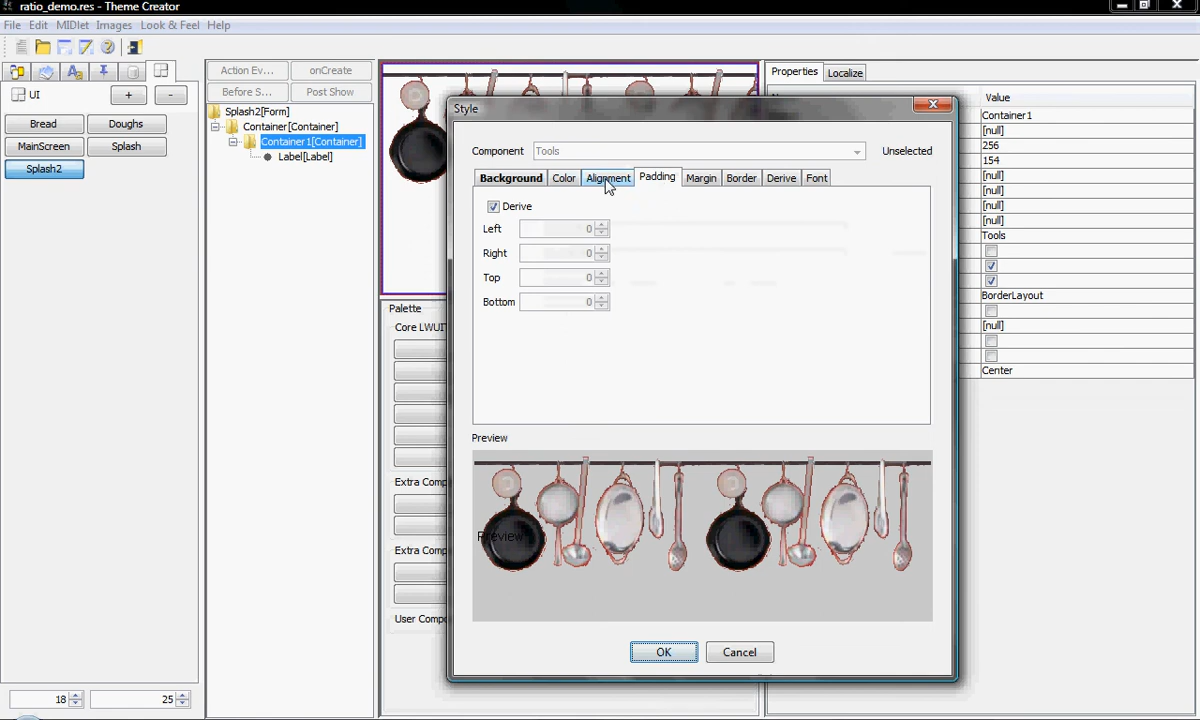 ratio_demo.res - Theme Creator
File Edit MIDlet Images Look & Feel Help
UI
+
-
Bread
Doughs
MainScreen
Splash
Splash2
18
25
Action Ev...
onCreate
Before S...
Post Show
Splash2[Form]
Container[Container]
Container1[Container]
Label[Label]
Palette
Core LWUIT
Extra Comp
Extra Comp
User Compo
Style
Component
Tools
Unselected
Background Color Alignment Padding Margin Border Derive Font
Derive
Left 0
Right 0
Top 0
Bottom 0
Preview
Preview
OK
Cancel
Properties
Localize
Value
Container1
[null]
256
154
[null]
[null]
[null]
[null]
Tools
BorderLayout
[null]
Center